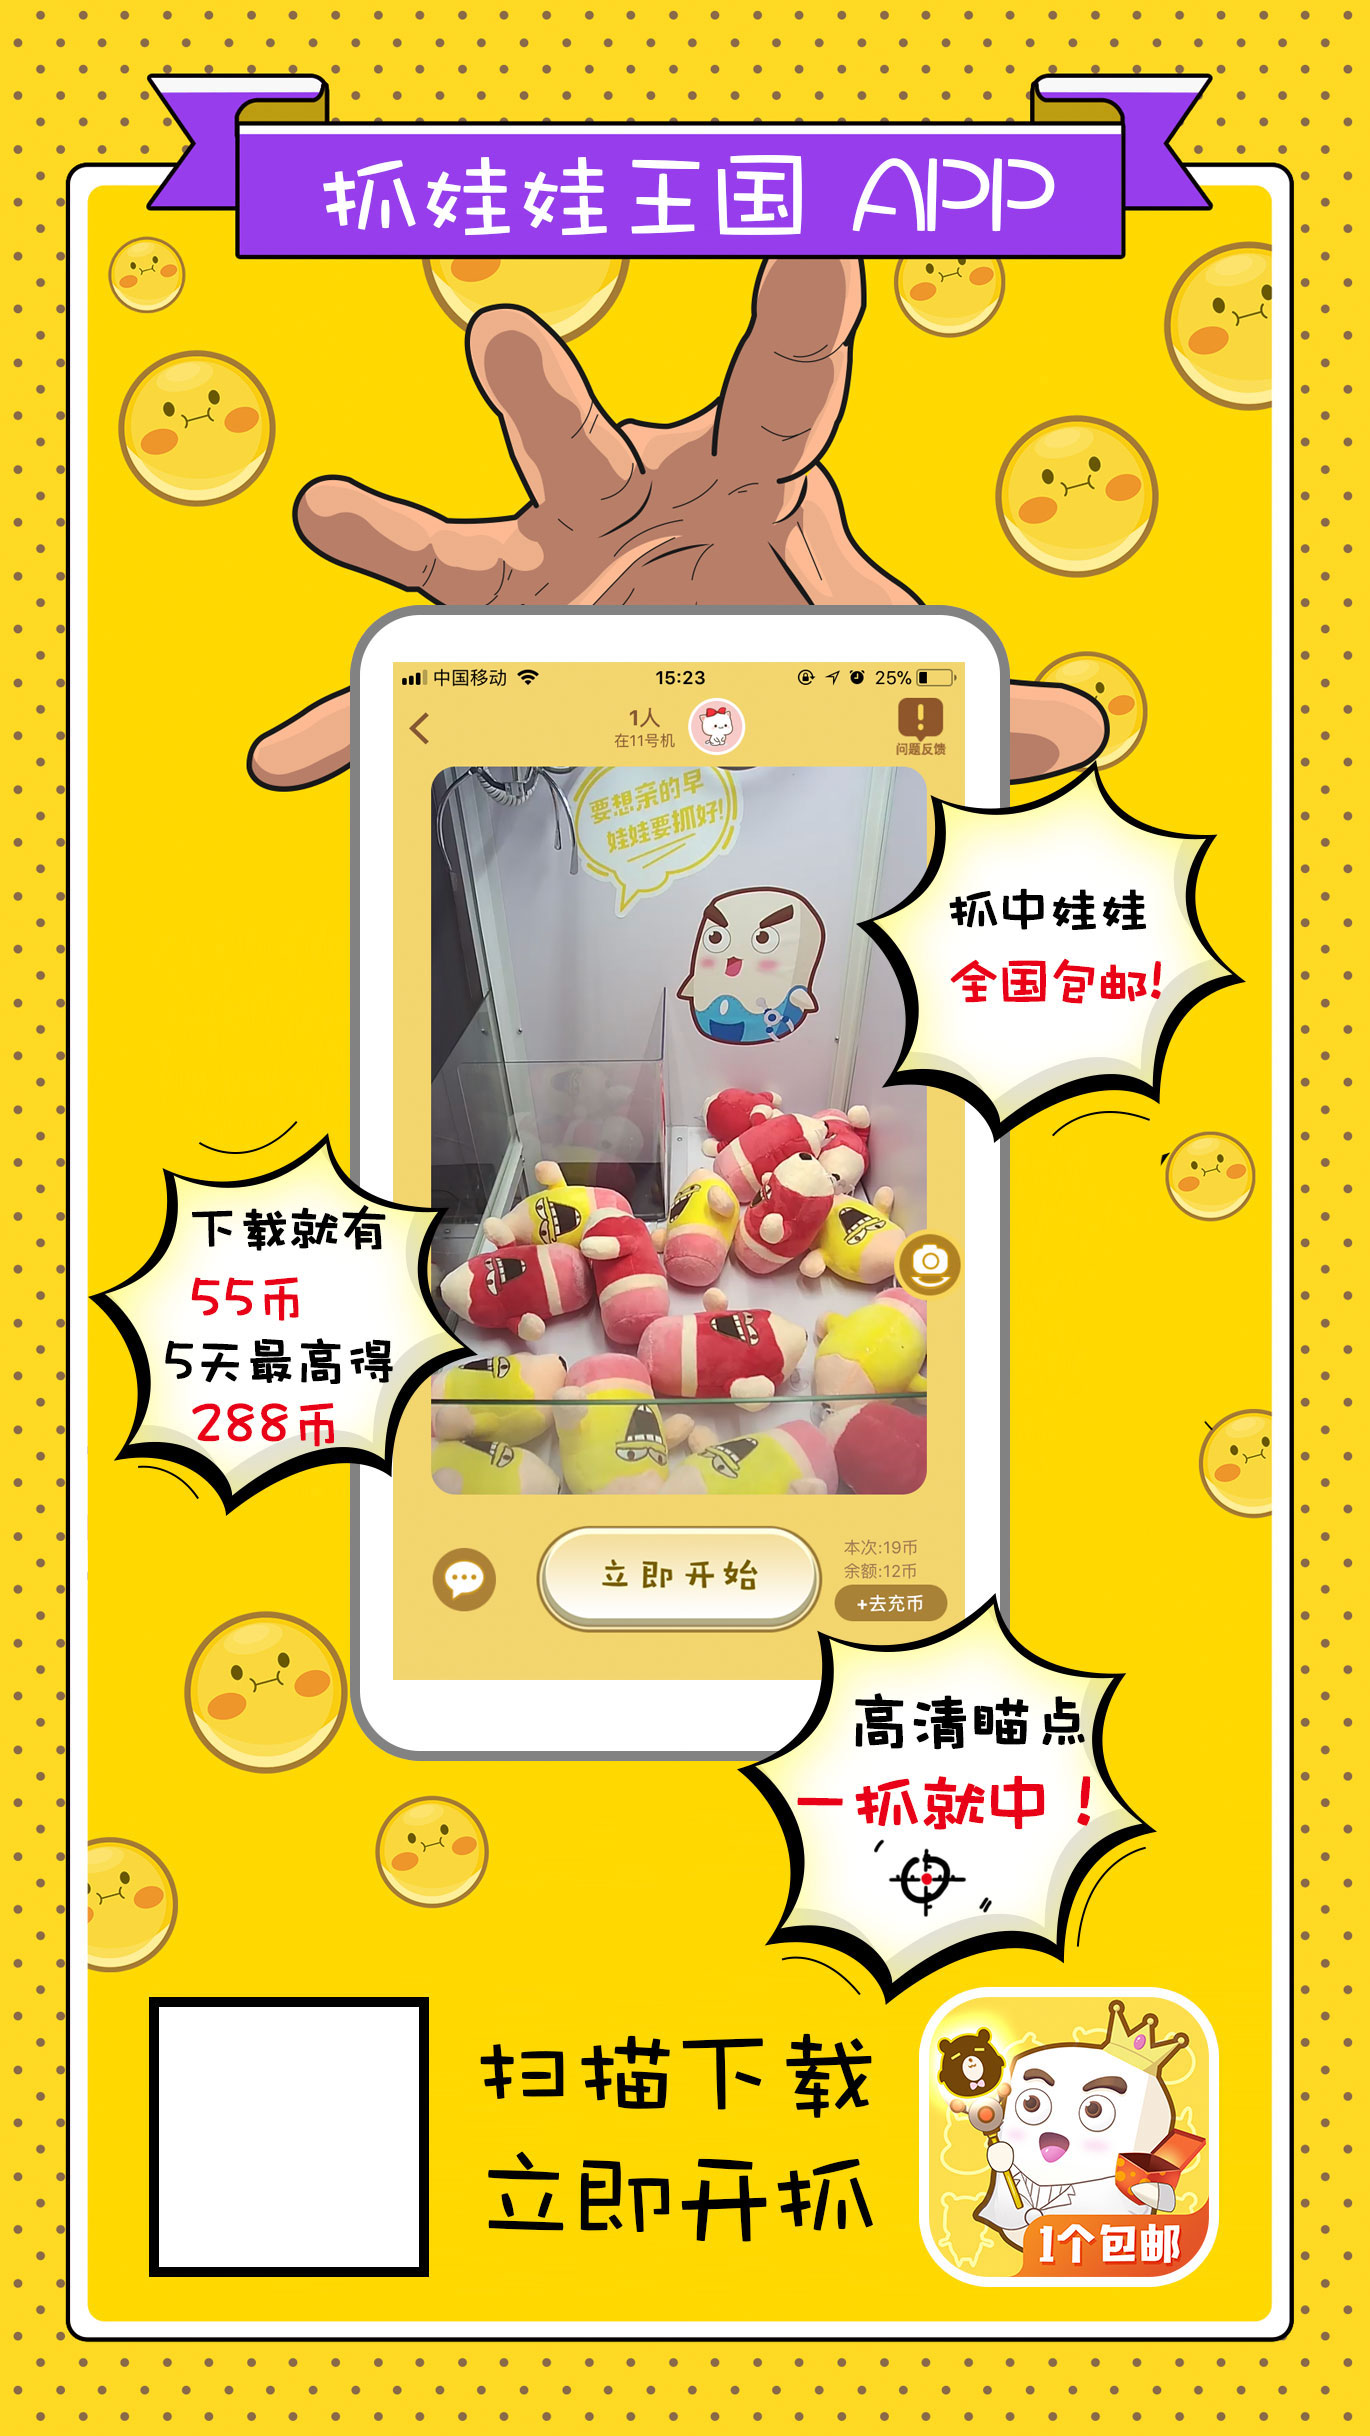 抓娃娃王国 APP
中国移动
15:23
25%
1人
在11号机
问题反馈
要想亲的早
娃娃要抓好!
抓中娃娃
全国包邮!
下载就有
55币
5天最高得
288币
立即开始
本次:19币
余额:12币
+去充币
高清瞄点
一抓就中！
扫描下载
立即开抓
1个包邮